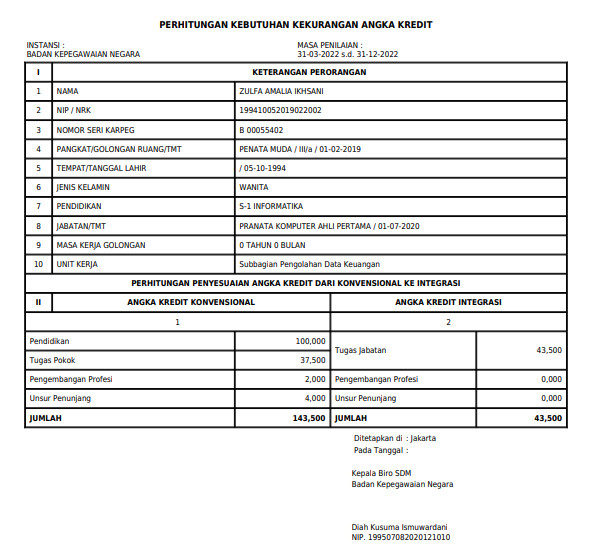 PERHITUNGAN KEBUTUHAN KEKURANGAN ANGKA KREDIT
INSTANSI :
BADAN KEPEGAWAIAN NEGARA
MASA PENILAIAN :
31-03-2022 s.d. 31-12-2022
I KETERANGAN PERORANGAN
1 NAMA ZULFA AMALIA IKHSANI
2 NIP / NRK 199410052019022002
3 NOMOR SERI KARPEG B 00055402
4 PANGKAT/GOLONGAN RUANG/TMT PENATA MUDA / III/a / 01-02-2019
5 TEMPAT/TANGGAL LAHIR / 05-10-1994
6 JENIS KELAMIN WANITA
7 PENDIDIKAN S-1 INFORMATIKA
8 JABATAN/TMT PRANATA KOMPUTER AHLI PERTAMA / 01-07-2020
9 MASA KERJA GOLONGAN 0 TAHUN 0 BULAN
10 UNIT KERJA Subbagian Pengolahan Data Keuangan
PERHITUNGAN PENYESUAIAN ANGKA KREDIT DARI KONVENSIONAL KE INTEGRASI
II ANGKA KREDIT KONVENSIONAL ANGKA KREDIT INTEGRASI
1 2
Pendidikan 100,000
Tugas Pokok 37,500
Tugas Jabatan 43,500
Pengembangan Profesi 2,000 Pengembangan Profesi 0,000
Unsur Penunjang 4,000 Unsur Penunjang 0,000
JUMLAH 143,500 JUMLAH 43,500
Ditetapkan di : Jakarta
Pada Tanggal :
Kepala Biro SDM
Badan Kepegawaian Negara
Diah Kusuma Ismuwardani
NIP. 199507082020121010